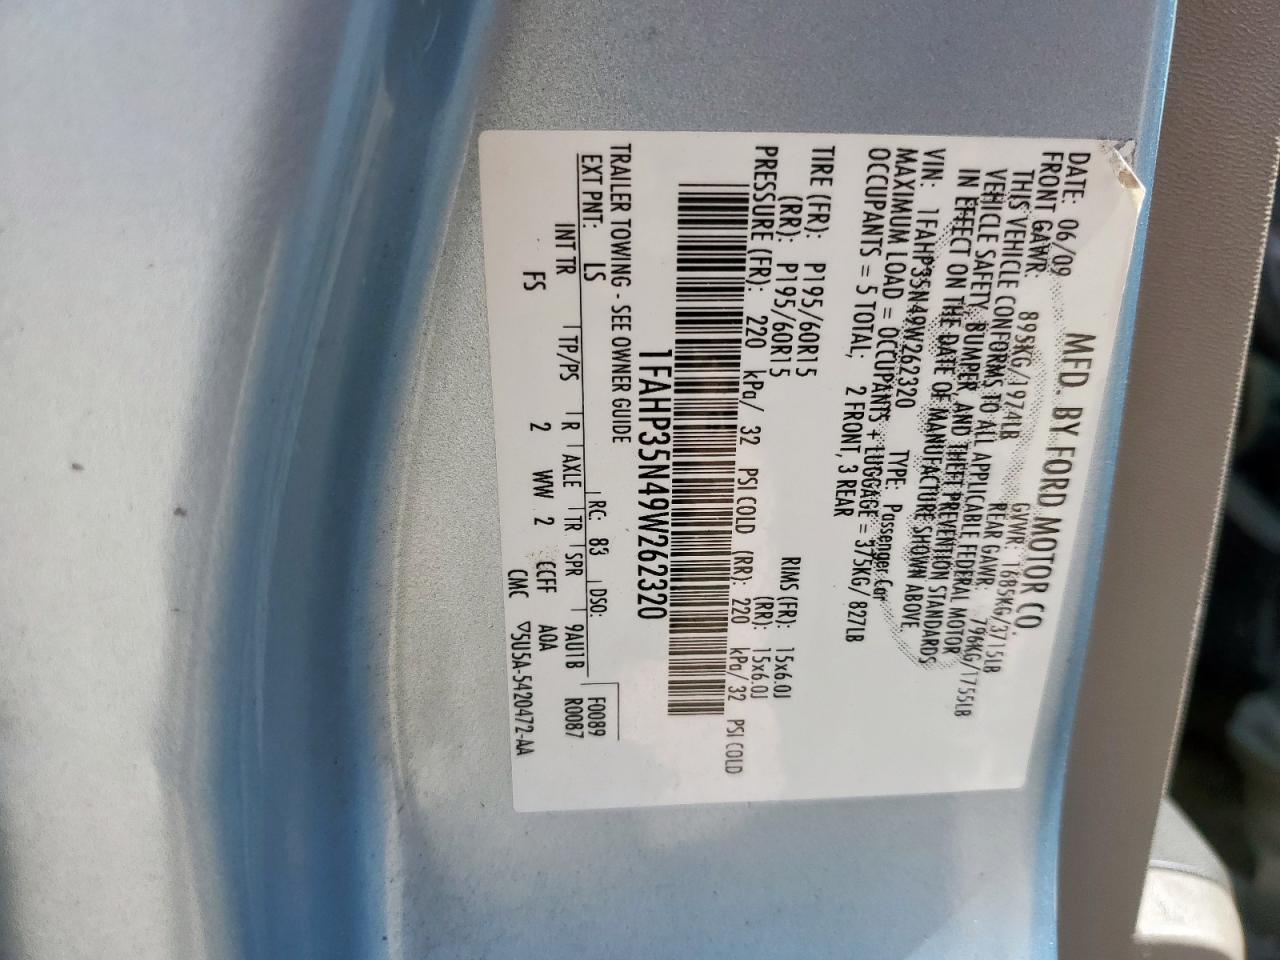 MFD. BY FORD MOTOR CO.
DATE: 06/09 GVWR: 1685KG/3715LB
FRONT GAWR: 895KG/1974LB REAR GAWR 796KG/1755LB
THIS VEHICLE CONFORMS TO ALL APPLICABLE FEDERAL MOTOR
VEHICLE SAFETY, BUMPER, AND THEFT PREVENTION STANDARDS
IN EFFECT ON THE DATE OF MANUFACTURE SHOWN ABOVE.
VIN: 1FAHP35N49W262320 TYPE: Passenger Car
MAXIMUM LOAD = OCCUPANTS + LUGGAGE = 375KG/ 827LB
OCCUPANTS = 5 TOTAL; 2 FRONT, 3 REAR
TIRE (FR): P195/60R15 RIMS (FR): 15x6.0J
(RR): P195/60R15 (RR): 15x6.0J
PRESSURE (FR): 220 kPa/ 32 PSI COLD (RR): 220 kPa/ 32 PSI COLD
1FAHP35N49W262320
TRAILER TOWING - SEE OWNER GUIDE
F0089
EXT PNT: LS RC: 83 DSO: R0087
INT TR TP/PS R AXLE TR SPR 9AU1B
FS 2 WW 2 CCFF A0A
CMC ▽5U5A-5420472-AA